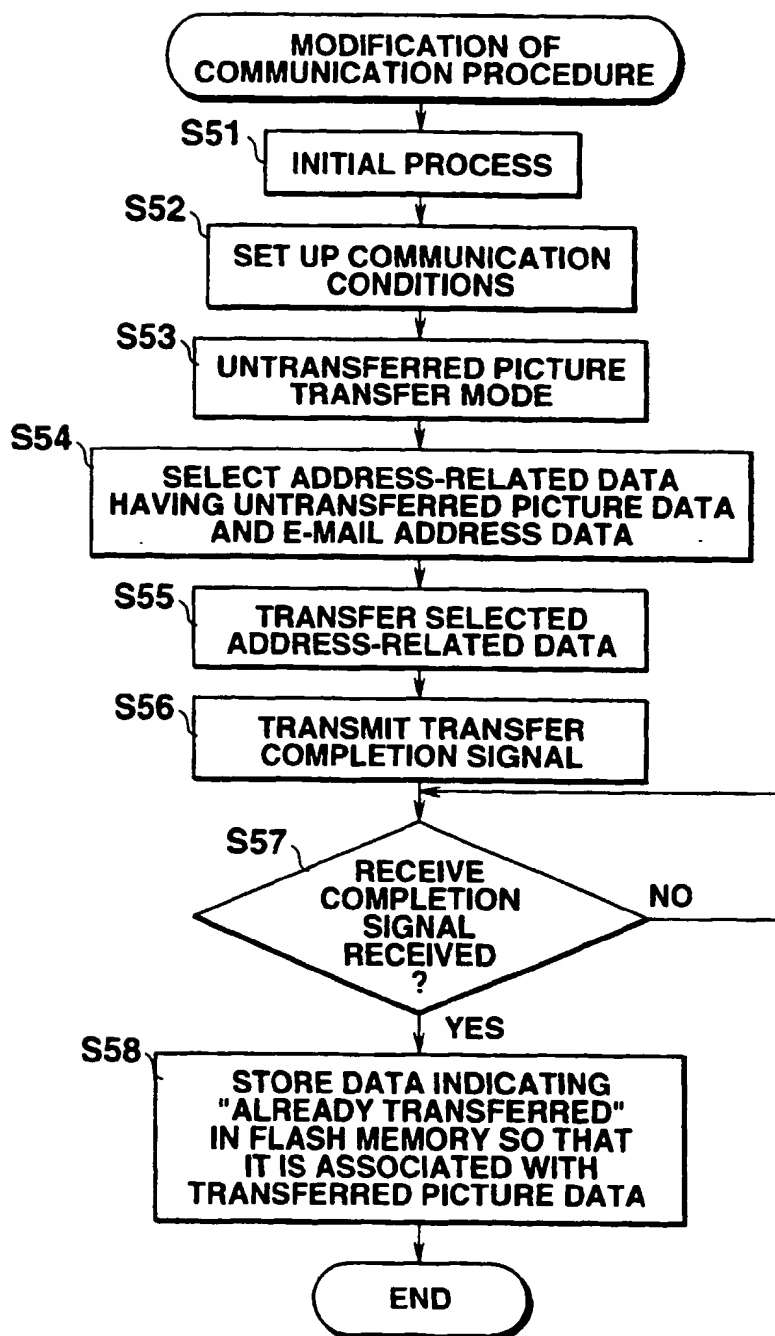 MODIFICATION OF
COMMUNICATION PROCEDURE
S51
INITIAL PROCESS
S52
SET UP COMMUNICATION
CONDITIONS
S53
UNTRANSFERRED PICTURE
TRANSFER MODE
S54
SELECT ADDRESS-RELATED DATA
HAVING UNTRANSFERRED PICTURE DATA
AND E-MAIL ADDRESS DATA
S55
TRANSFER SELECTED
ADDRESS-RELATED DATA
S56
TRANSMIT TRANSFER
COMPLETION SIGNAL
S57
RECEIVE
COMPLETION
SIGNAL
RECEIVED
?
NO
YES
S58
STORE DATA INDICATING
"ALREADY TRANSFERRED"
IN FLASH MEMORY SO THAT
IT IS ASSOCIATED WITH
TRANSFERRED PICTURE DATA
END